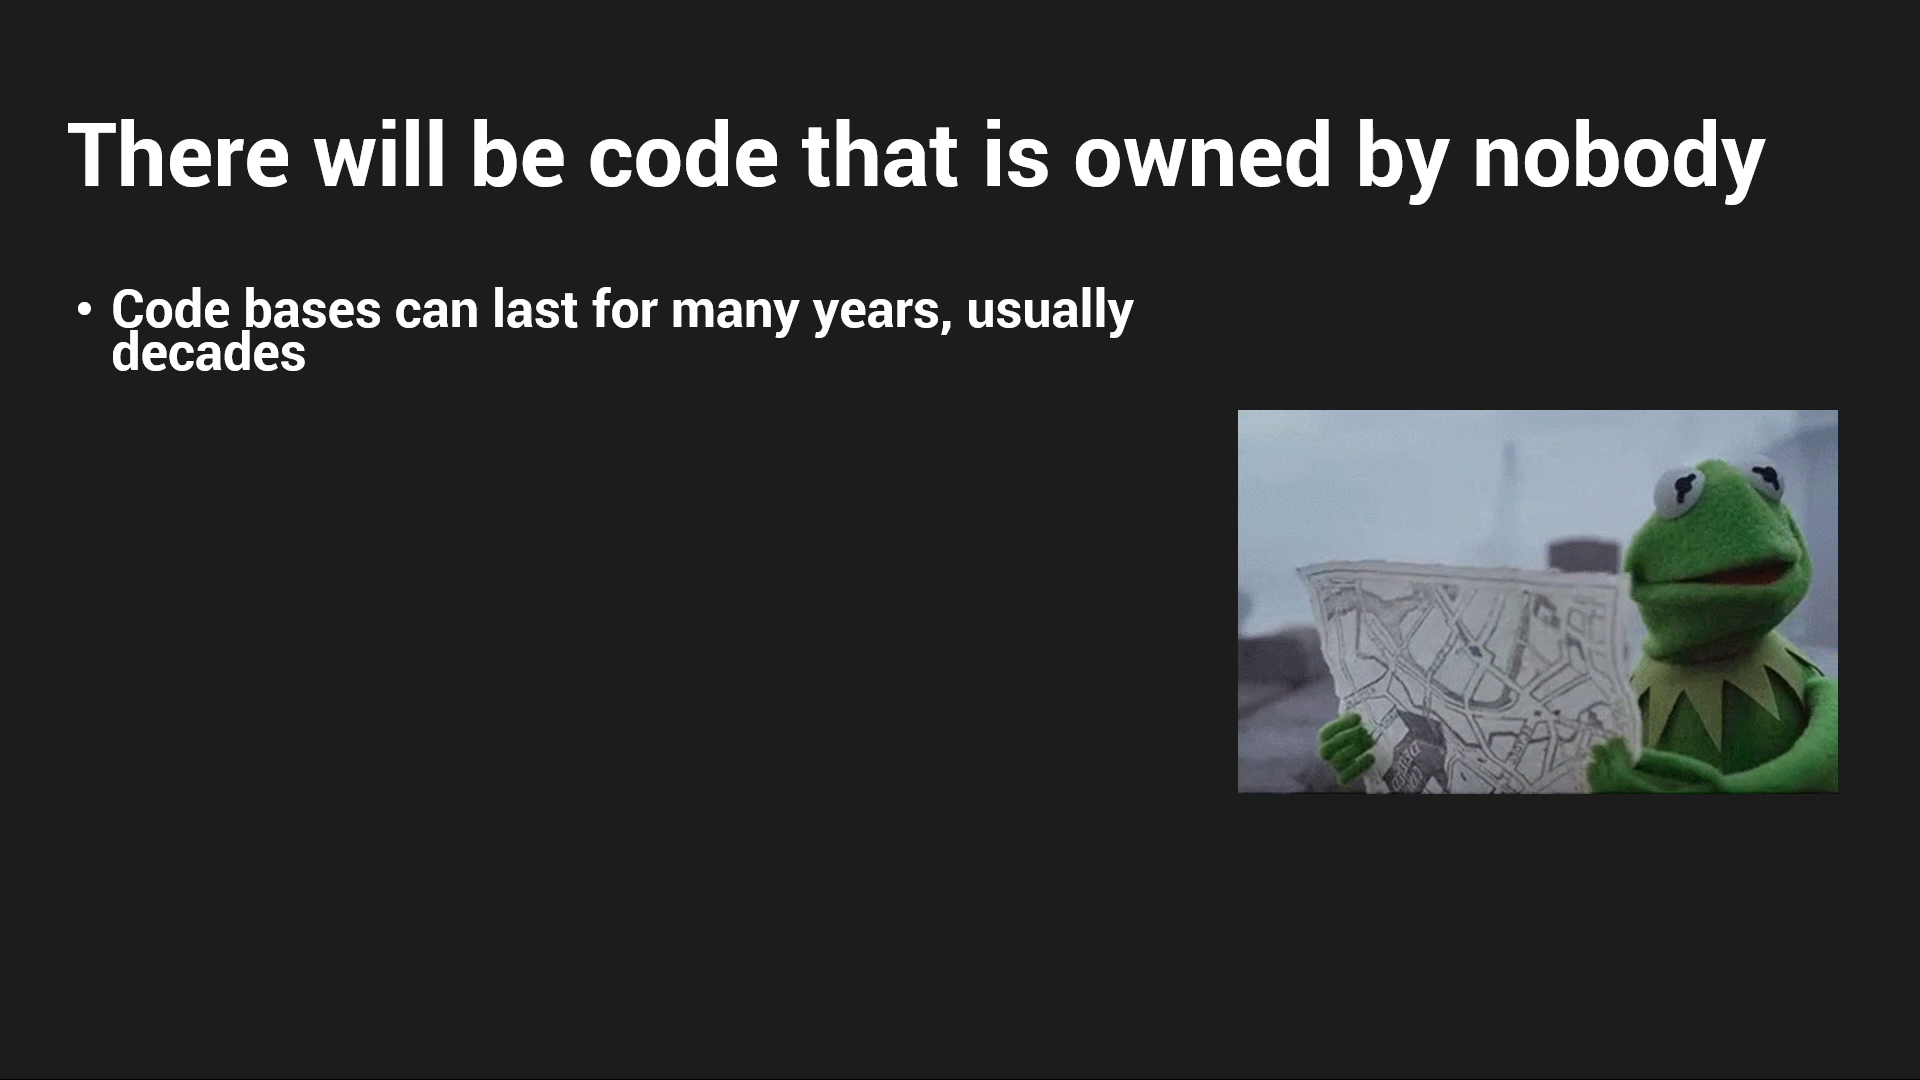 There will be code that is owned by nobody
• Code bases can last for many years, usually
decades